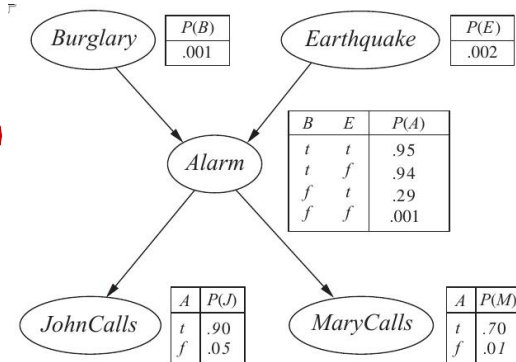 Burglary
P(B)
.001
Earthquake
P(E)
.002
Alarm
B E P(A)
t t .95
t f .94
f t .29
f f .001
JohnCalls
A P(J)
t .90
f .05
MaryCalls
A P(M)
t .70
f .01